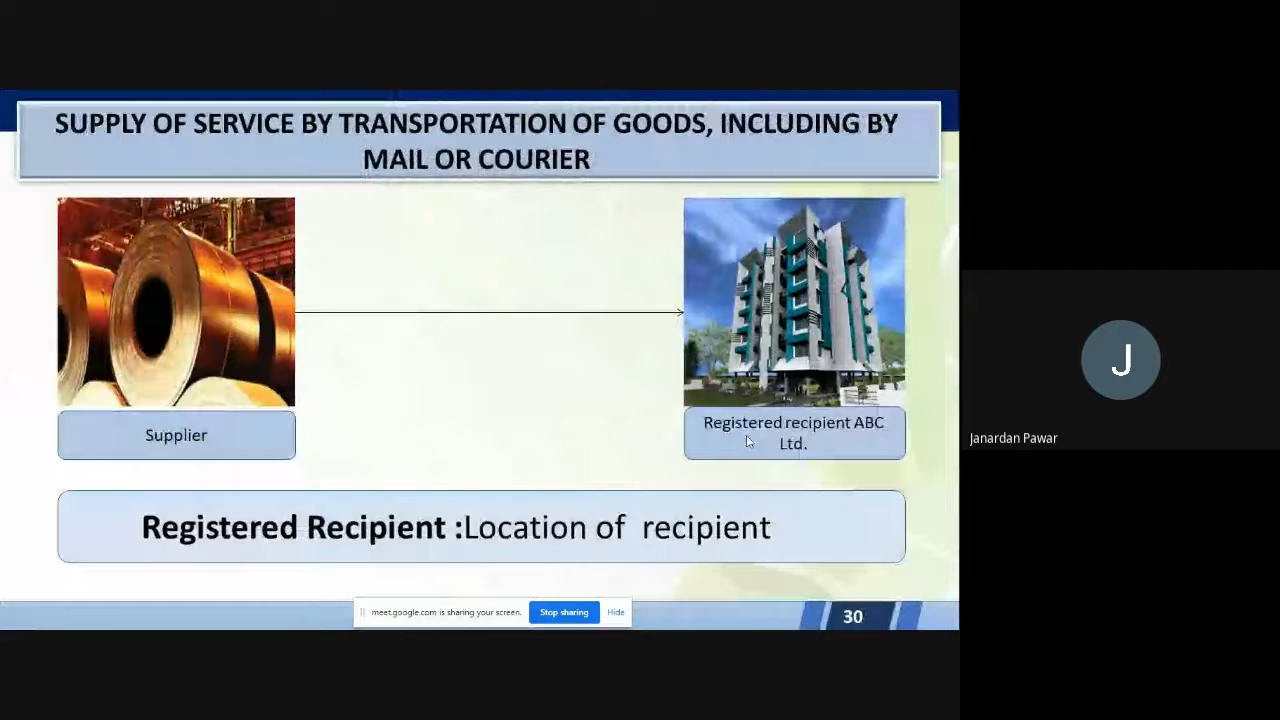 SUPPLY OF SERVICE BY TRANSPORTATION OF GOODS, INCLUDING BY
MAIL OR COURIER
Supplier
Registered recipient ABC
Ltd.
Registered Recipient :Location of recipient
meet.google.com is sharing your screen.
Stop sharing
Hide
30
J
Janardan Pawar